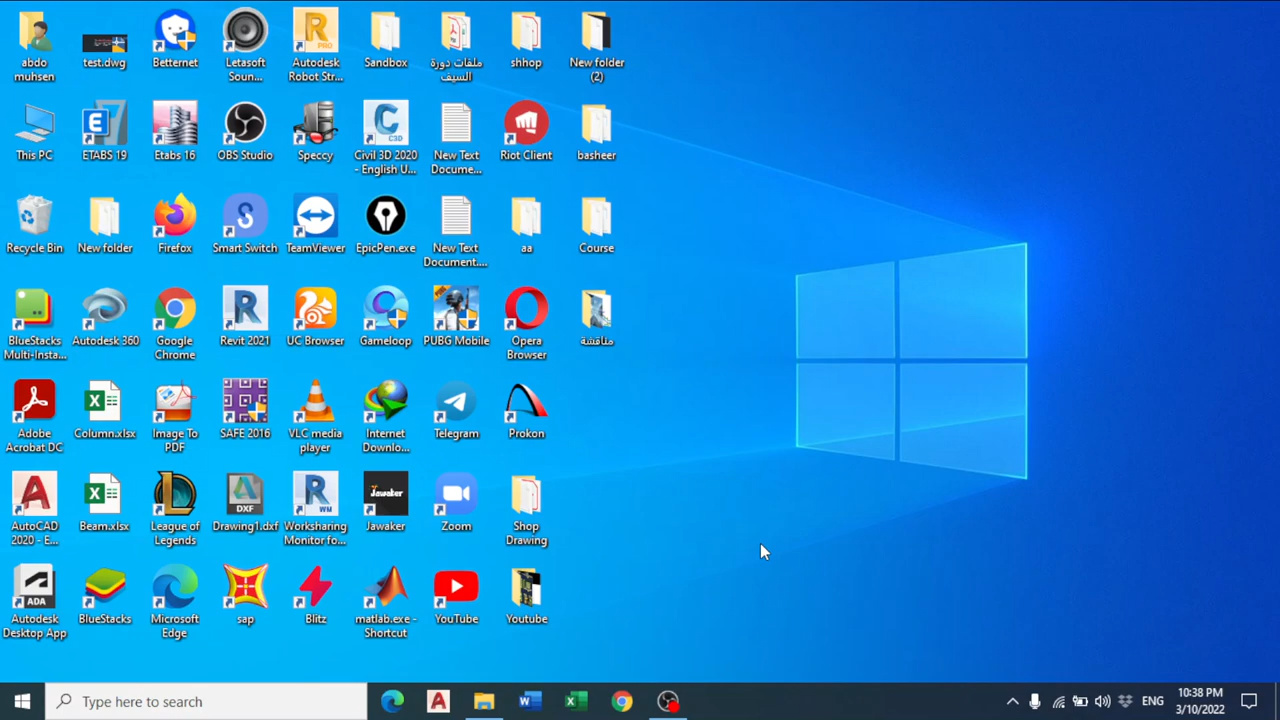 abdo
muhsen
test.dwg
Betternet
Letasoft
Soun...
PRO
Autodesk
Robot Str...
Sandbox
ملفات دورة
السيف
shhop
New folder
(2)
This PC
E
ETABS 19
Etabs 16
OBS Studio
Speccy
C3D
Civil 3D 2020
- English U...
New Text
Docume...
Riot Client
basheer
Recycle Bin
New folder
Firefox
Smart Switch
TeamViewer
EpicPen.exe
New Text
Document....
aa
Course
BlueStacks
Multi-Insta...
Autodesk 360
Google
Chrome
Revit 2021
UC Browser
Gameloop
PUBG Mobile
Opera
Browser
مناقشة
Adobe
Acrobat DC
Column.xlsx
Image To
PDF
SAFE 2016
VLC media
player
Internet
Downlo...
Telegram
Prokon
AutoCAD
2020 - E...
Beam.xlsx
League of
Legends
DXF
Drawing1.dxf
WM
Worksharing
Monitor fo...
Jawaker
Jawaker
Zoom
Shop
Drawing
ADA
Autodesk
Desktop App
BlueStacks
Microsoft
Edge
sap
Blitz
matlab.exe -
Shortcut
YouTube
Youtube
Type here to search
ENG
10:38 PM
3/10/2022